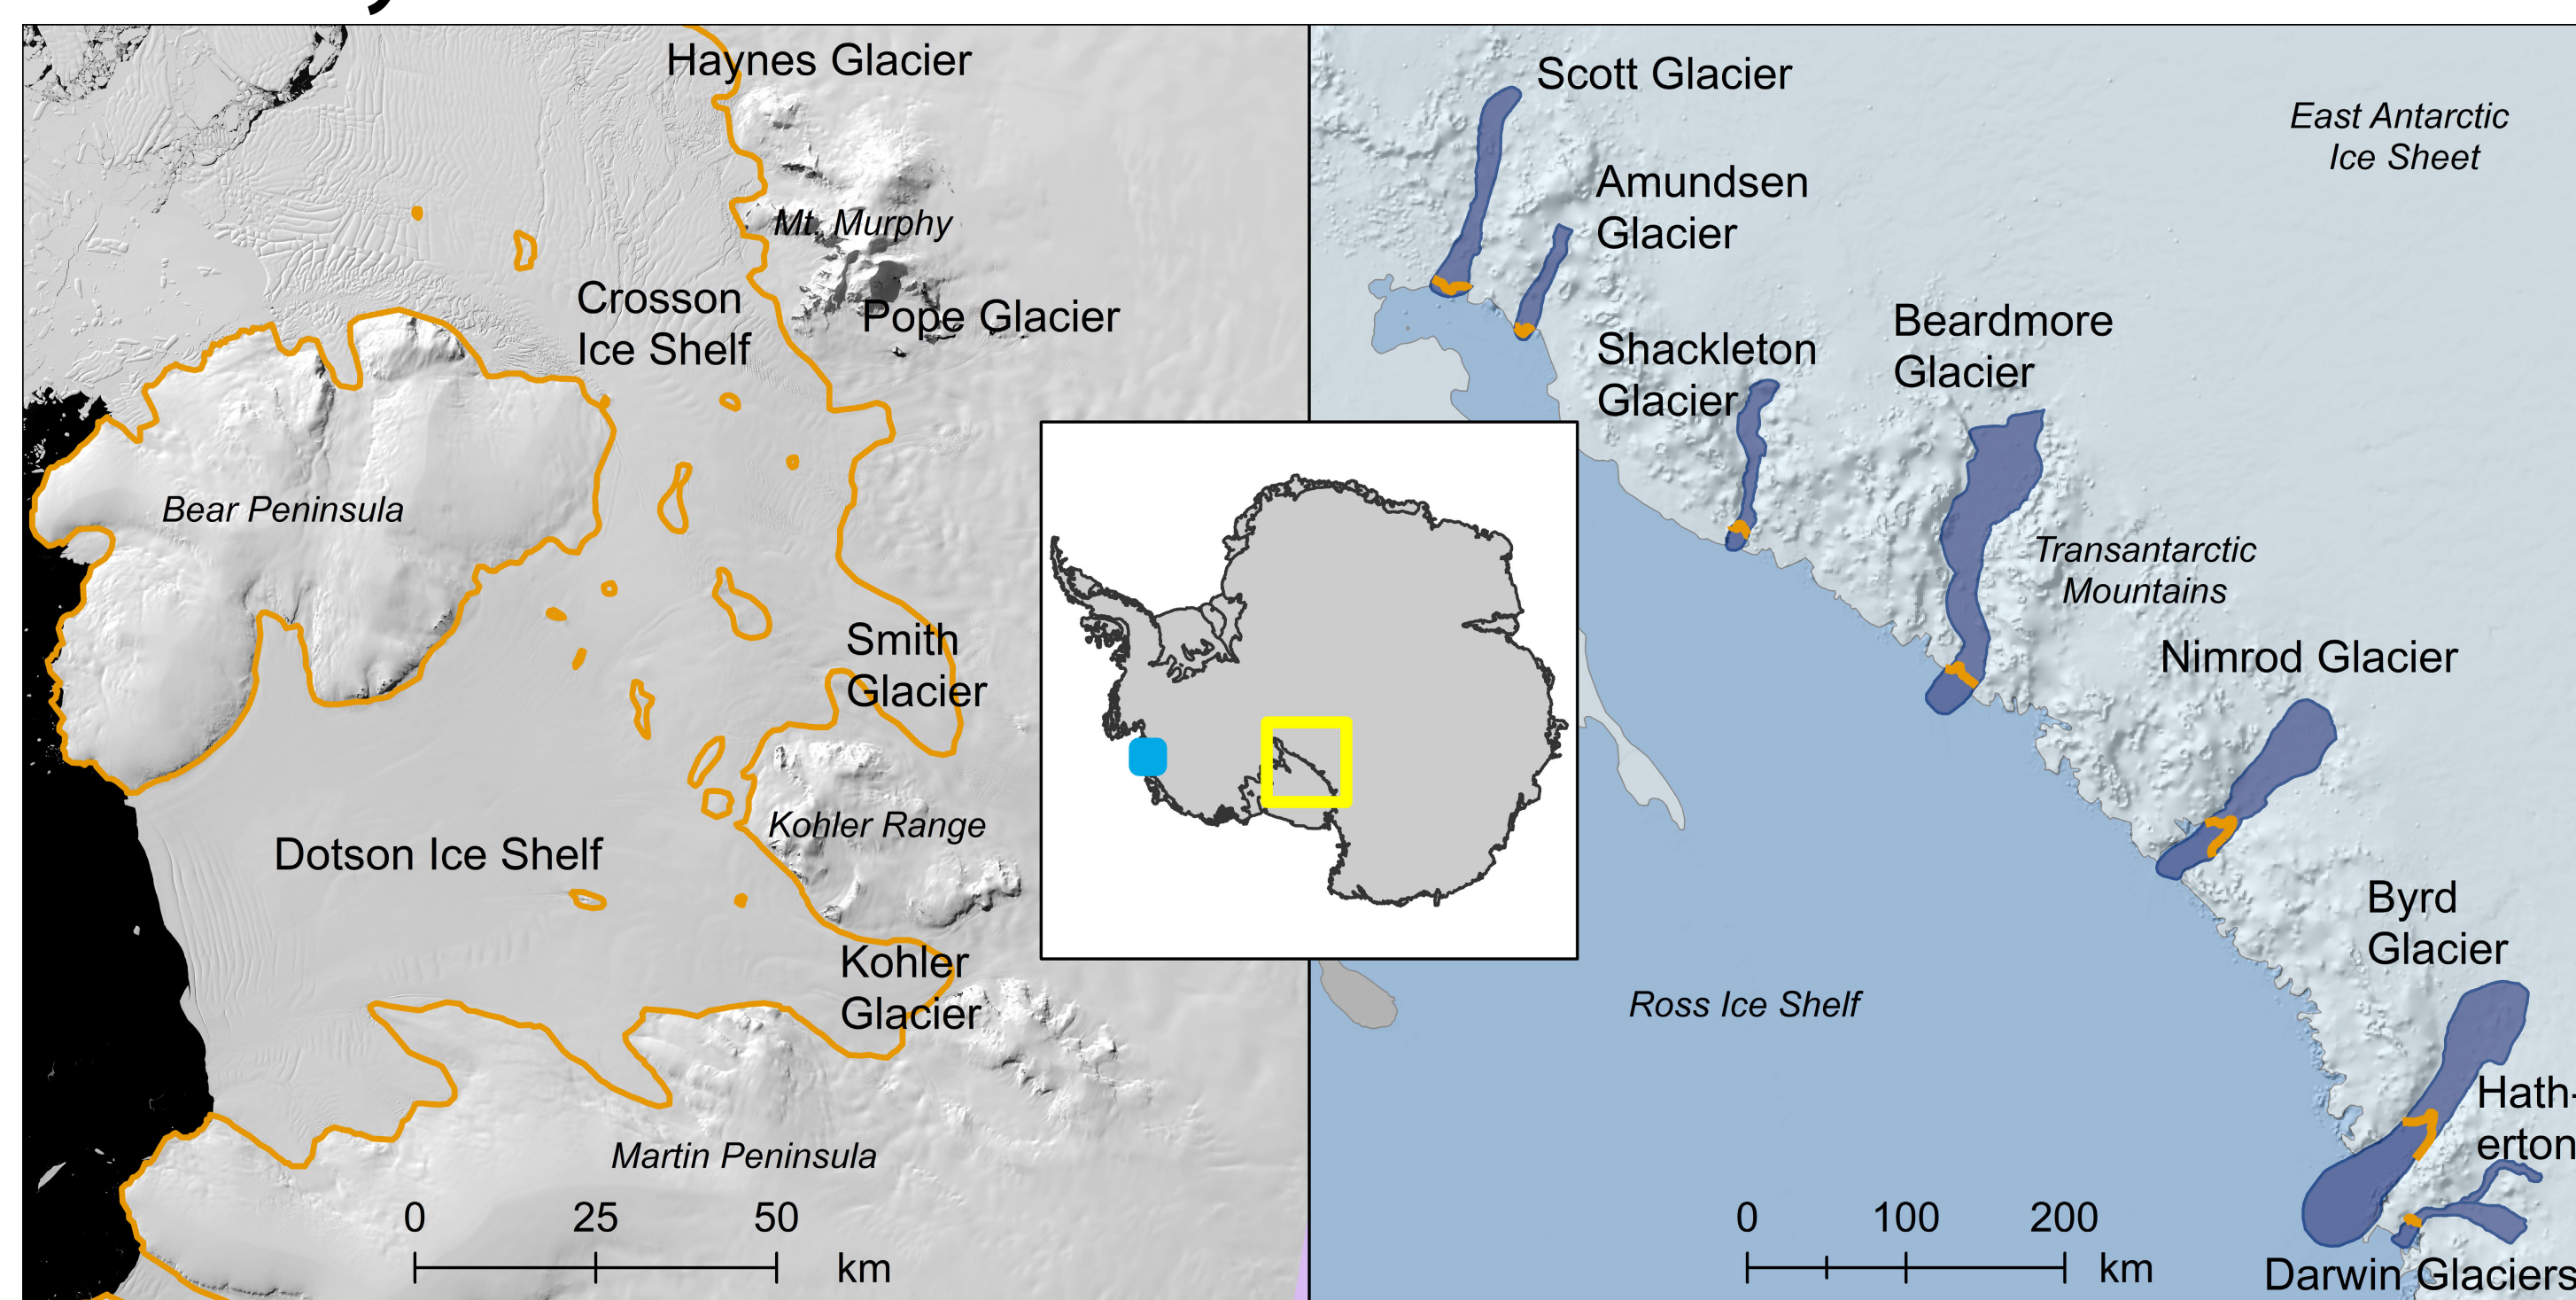 Haynes Glacier
Mt. Murphy
Crosson
Ice Shelf
Pope Glacier
Bear Peninsula
Smith
Glacier
Kohler Range
Dotson Ice Shelf
Kohler
Glacier
Martin Peninsula
0 25 50
km
Scott Glacier
East Antarctic
Ice Sheet
Amundsen
Glacier
Shackleton
Glacier
Beardmore
Glacier
Transantarctic
Mountains
Nimrod Glacier
Byrd
Glacier
Ross Ice Shelf
Hath-
erton
Darwin Glaciers
0 100 200
km